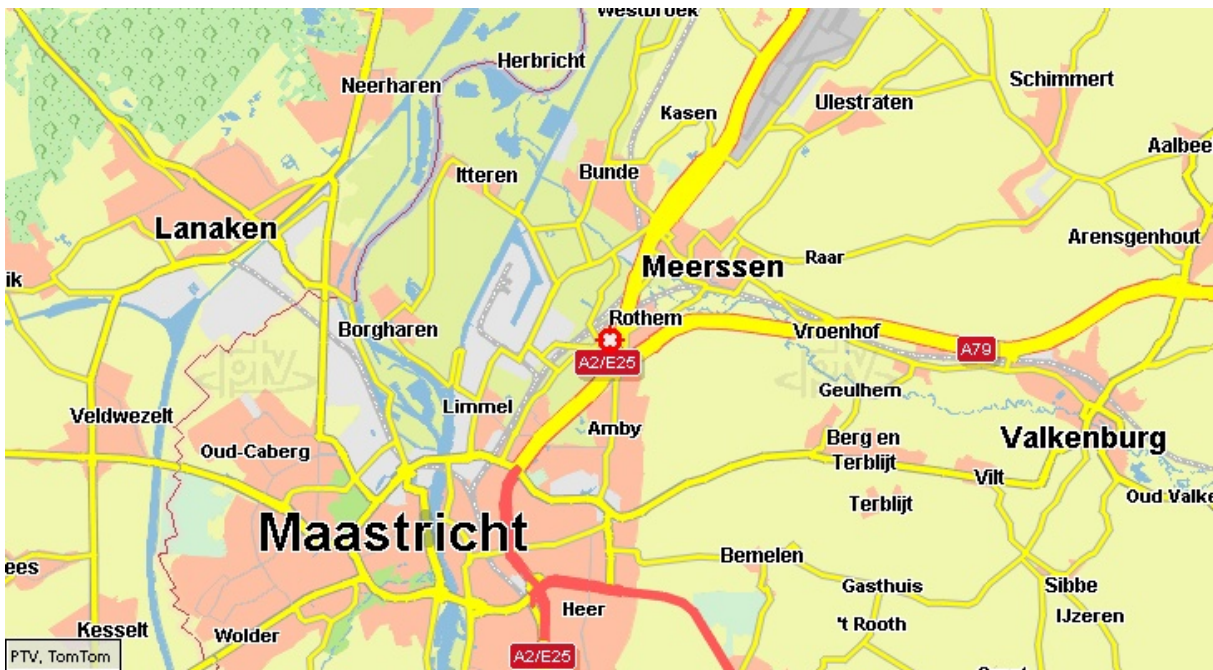 Westbroek
Herbricht
Neerharen
Schimmert
Ulestraten
Kasen
Aalbee
Bunde
Itteren
Lanaken
Arensgenhout
Raar
Meerssen
ik
Rothem
Borgharen
Vroenhof
A79
A2/E25
ptv
ptv
Geulhem
Limmel
Veldwezelt
Amby
Berg en
Terblijt
Valkenburg
Oud-Caberg
Vilt
Oud Valke
Terblijt
Maastricht
Bemelen
ees
Gasthuis
Sibbe
Heer
IJzeren
Kesselt
Wolder
't Rooth
A2/E25
PTV, TomTom